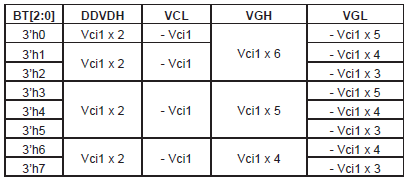 BT[2:0] DDVDH VCL VGH VGL
3'h0 Vci1 x 2 - Vci1 Vci1 x 6 - Vci1 x 5
3'h1 Vci1 x 2 - Vci1 - Vci1 x 4
3'h2 - Vci1 x 3
3'h3 Vci1 x 2 - Vci1 Vci1 x 5 - Vci1 x 5
3'h4 - Vci1 x 4
3'h5 - Vci1 x 3
3'h6 Vci1 x 2 - Vci1 Vci1 x 4 - Vci1 x 4
3'h7 - Vci1 x 3